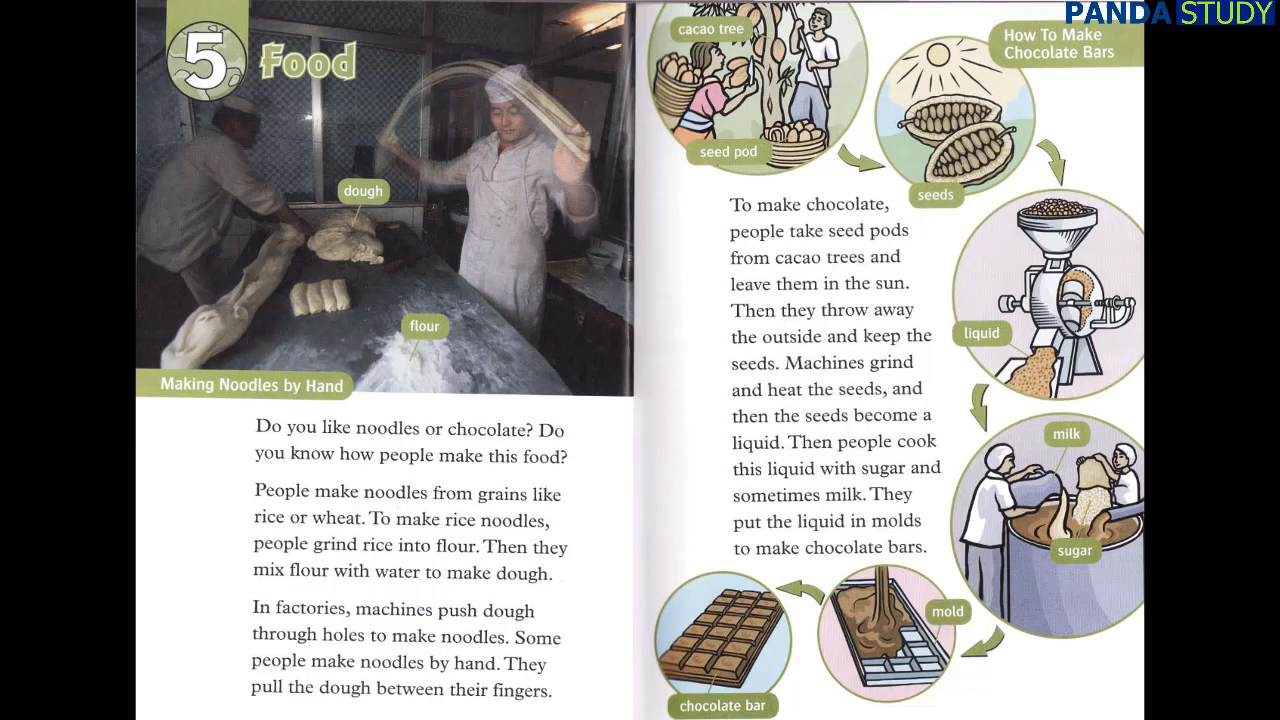 PANDA STUDY
5 Food
dough
flour
Making Noodles by Hand
Do you like noodles or chocolate? Do
you know how people make this food?
People make noodles from grains like
rice or wheat. To make rice noodles,
people grind rice into flour. Then they
mix flour with water to make dough.
In factories, machines push dough
through holes to make noodles. Some
people make noodles by hand. They
pull the dough between their fingers.
How To Make
Chocolate Bars
cacao tree
seed pod
seeds
liquid
milk
sugar
mold
chocolate bar
To make chocolate,
people take seed pods
from cacao trees and
leave them in the sun.
Then they throw away
the outside and keep the
seeds. Machines grind
and heat the seeds, and
then the seeds become a
liquid. Then people cook
this liquid with sugar and
sometimes milk. They
put the liquid in molds
to make chocolate bars.